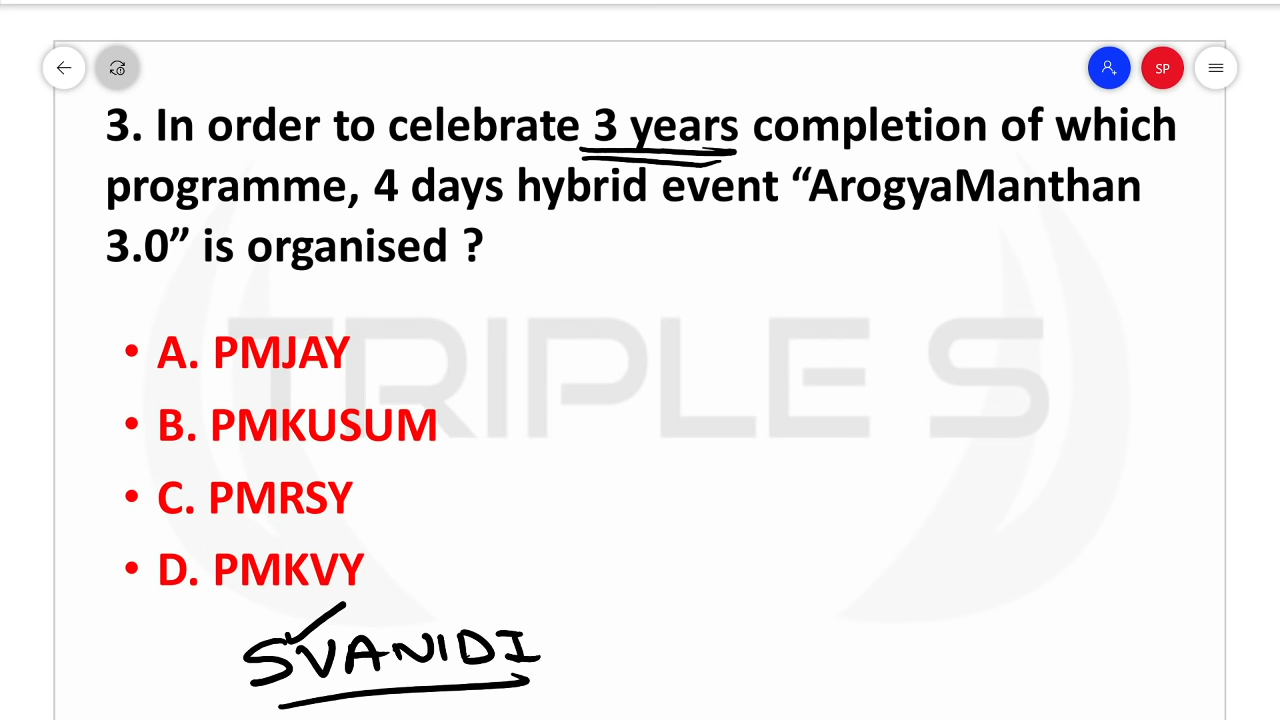 SP
3. In order to celebrate 3 years completion of which
programme, 4 days hybrid event “ArogyaManthan
3.0” is organised ?
TRIPLE S
• A. PMJAY
• B. PMKUSUM
• C. PMRSY
• D. PMKVY
SVANIDI